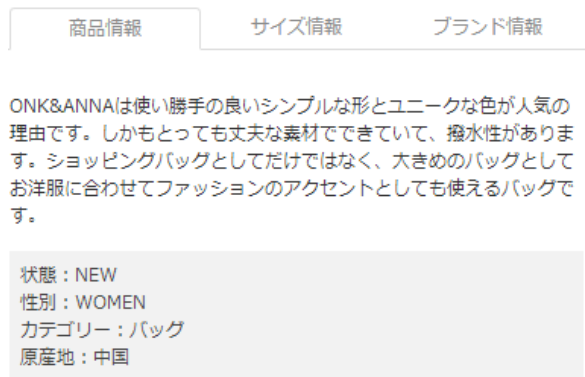 商品情報
サイズ情報
ブランド情報
ONK&ANNAは使い勝手の良いシンプルな形とユニークな色が人気の
理由です。しかもとっても丈夫な素材でできていて、撥水性がありま
す。ショッピングバッグとしてだけではなく、大きめのバッグとして
お洋服に合わせてファッションのアクセントとしても使えるバッグで
す。
状態：NEW
性別：WOMEN
カテゴリー：バッグ
原産地：中国